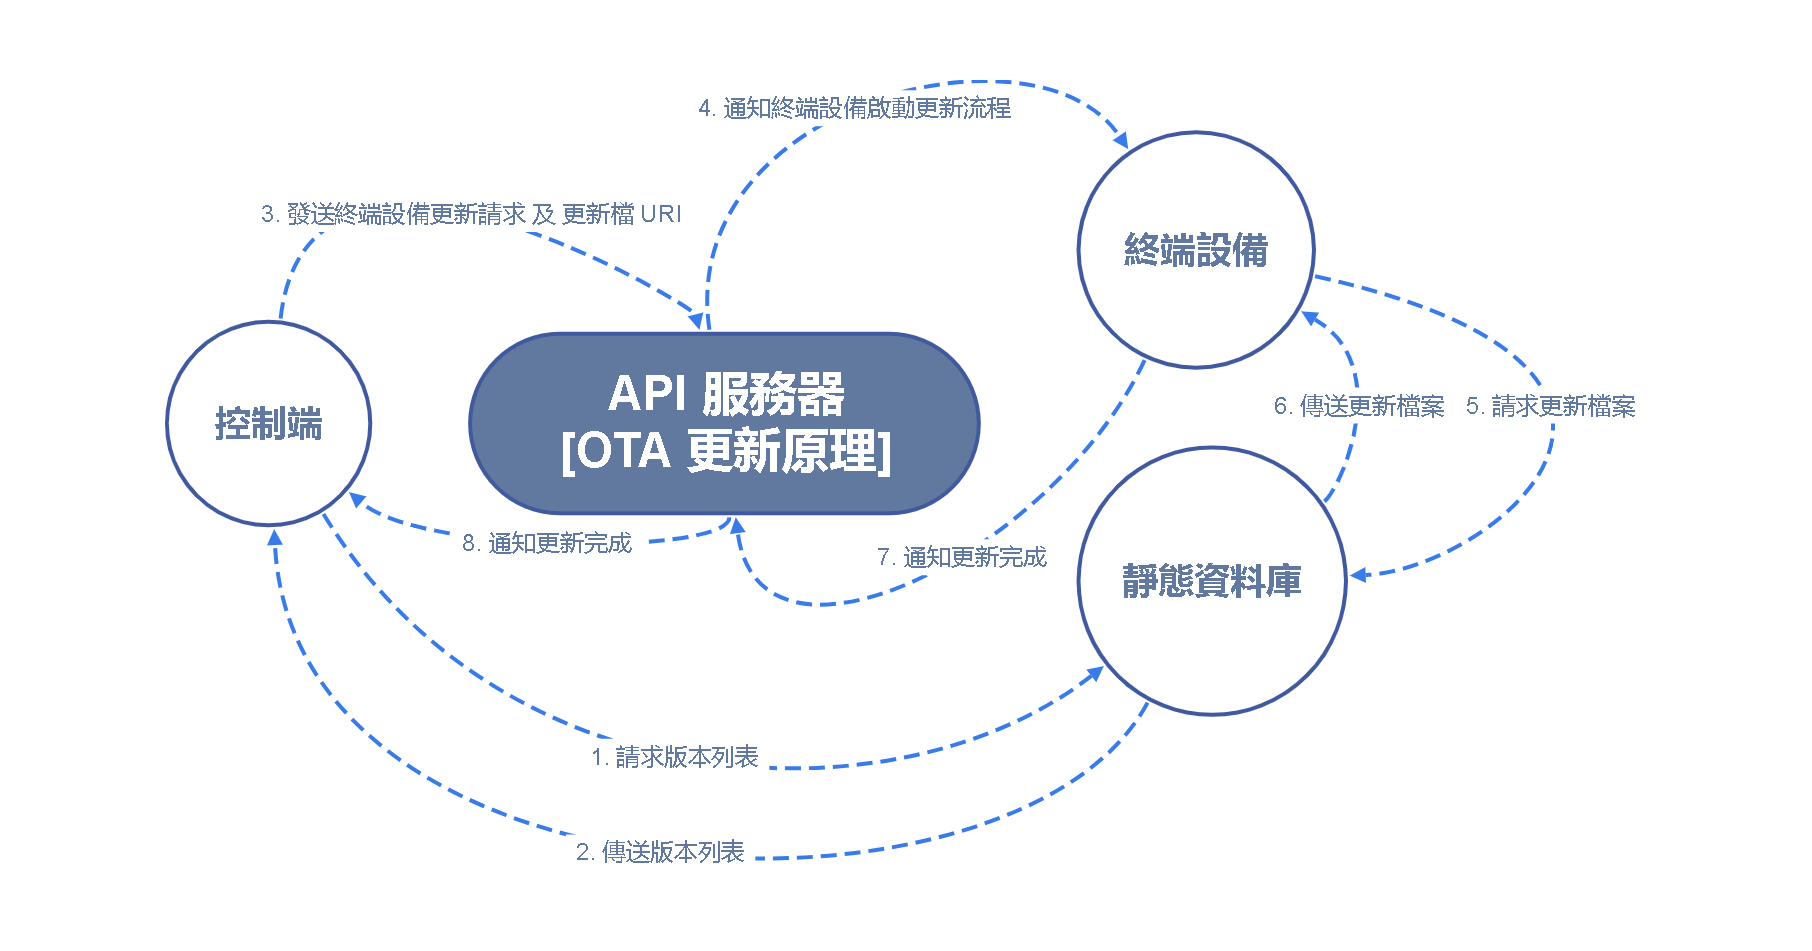 4. 通知終端設備啟動更新流程
3. 發送終端設備更新請求 及 更新檔 URI
終端設備
控制端
API 服務器
[OTA 更新原理]
6. 傳送更新檔案
5. 請求更新檔案
8. 通知更新完成
7. 通知更新完成
靜態資料庫
1. 請求版本列表
2. 傳送版本列表